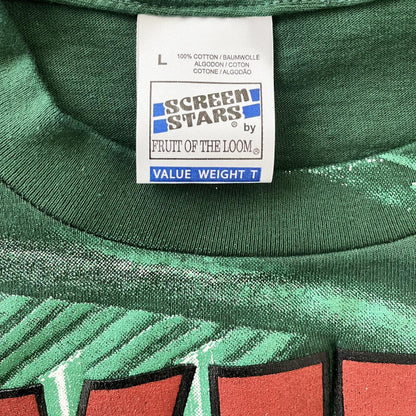 L
100% COTTON / BAUMWOLLE
ALGODON / COTON
COTONE / ALGODÃO
SCREEN
STARS®
by
FRUIT OF THE LOOM®
VALUE WEIGHT T